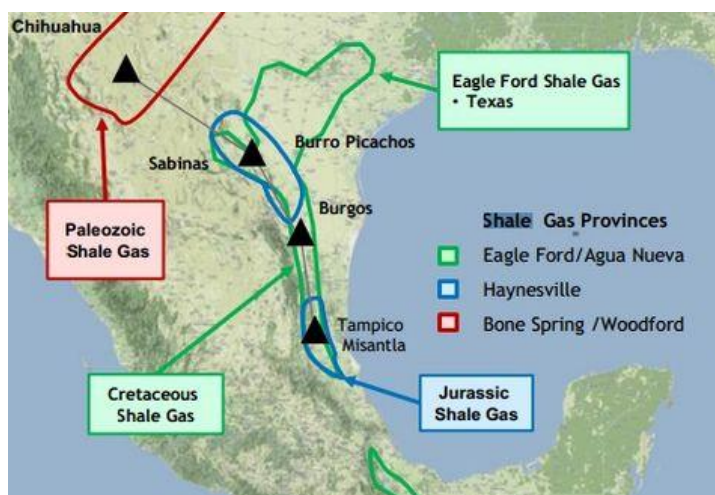 Chihuahua
Eagle Ford Shale Gas
• Texas
Burro Picachos
Sabinas
Burgos
Paleozoic
Shale Gas
Shale Gas Provinces
Eagle Ford/Agua Nueva
Haynesville
Bone Spring /Woodford
Tampico
Misantla
Cretaceous
Shale Gas
Jurassic
Shale Gas